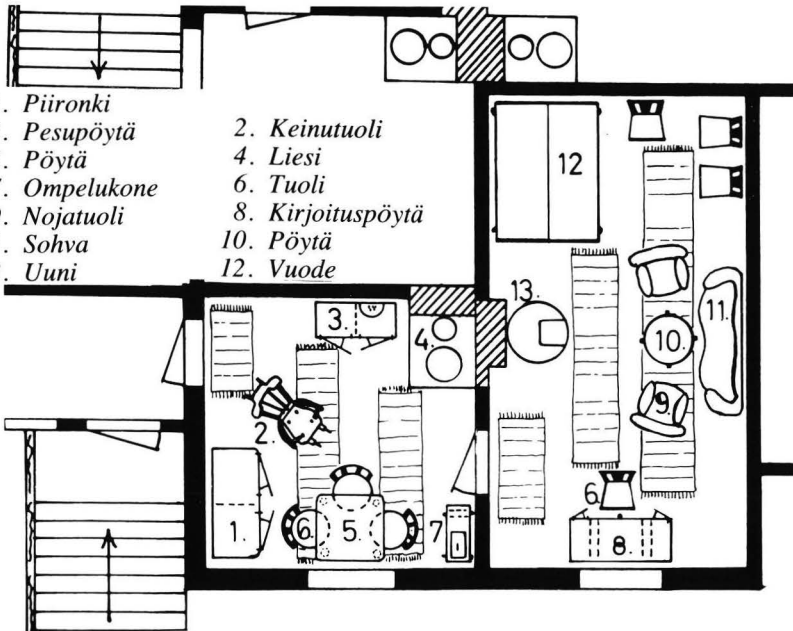 . Piironki 2. Keinutuoli
Pesupöytä 4. Liesi
Pöytä 6. Tuoli
. Ompelukone 8. Kirjoituspöytä
. Nojatuoli 10. Pöytä
. Sohva 12. Vuode
. Uuni
12
13.
11.
3.
4.
10.
9.
2.
6.
1.
6.
5.
7
8.